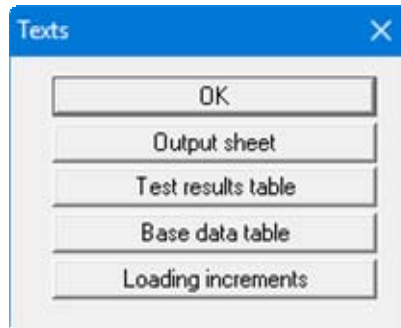 Texts
OK
Output sheet
Test results table
Base data table
Loading increments